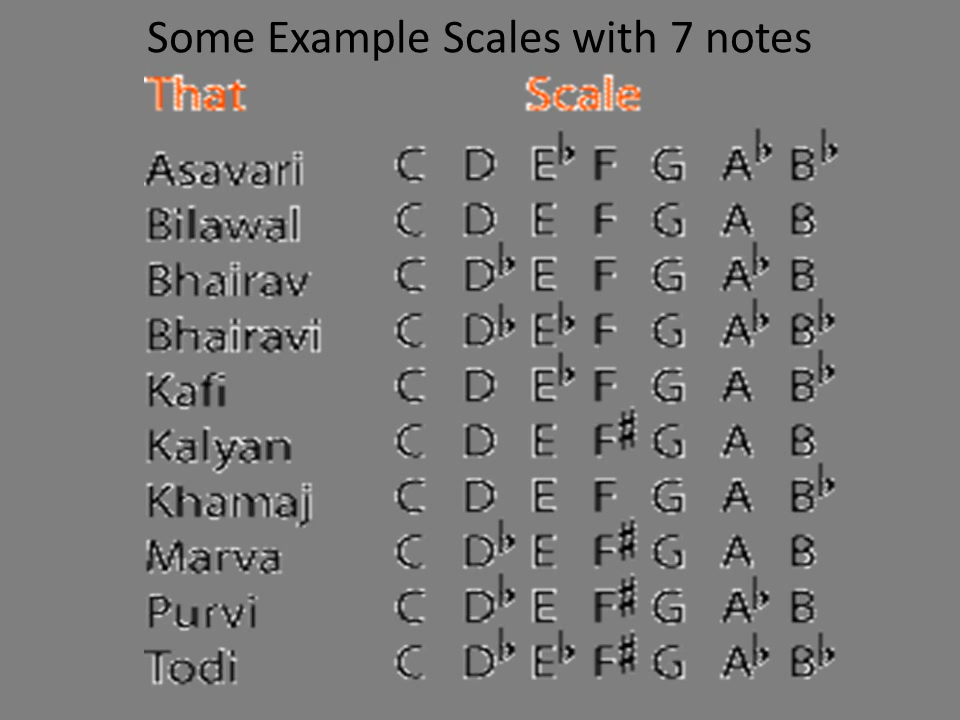 Some Example Scales with 7 notes
That Scale
Asavari C D E♭ F G A♭ B♭
Bilawal C D E F G A B
Bhairav C D♭ E F G A♭ B
Bhairavi C D♭ E♭ F G A♭ B♭
Kafi C D E♭ F G A B♭
Kalyan C D E F♯ G A B
Khamaj C D E F G A B♭
Marva C D♭ E F♯ G A B
Purvi C D♭ E F♯ G A♭ B
Todi C D♭ E♭ F♯ G A♭ B♭